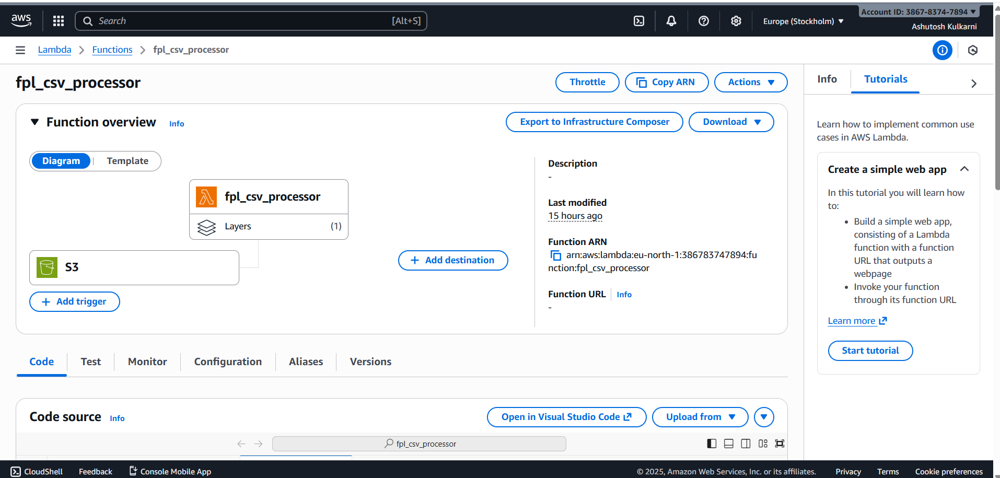 aws
Search
[Alt+S]
Europe (Stockholm)
Account ID: 3867-8374-7894
Ashutosh Kulkarni
Lambda
Functions
fpl_csv_processor
fpl_csv_processor
Throttle
Copy ARN
Actions
Function overview
Info
Export to Infrastructure Composer
Download
Diagram
Template
fpl_csv_processor
Layers
(1)
S3
Add trigger
Add destination
Description
-
Last modified
15 hours ago
Function ARN
arn:aws:lambda:eu-north-1:386783747894:fu
nction:fpl_csv_processor
Function URL
Info
-
Code
Test
Monitor
Configuration
Aliases
Versions
Code source
Info
Open in Visual Studio Code
Upload from
fpl_csv_processor
Info
Tutorials
Learn how to implement common use
cases in AWS Lambda.
Create a simple web app
In this tutorial you will learn how
to:
Build a simple web app,
consisting of a Lambda
function with a function
URL that outputs a
webpage
Invoke your function
through its function URL
Learn more
Start tutorial
CloudShell
Feedback
Console Mobile App
© 2025, Amazon Web Services, Inc. or its affiliates.
Privacy
Terms
Cookie preferences